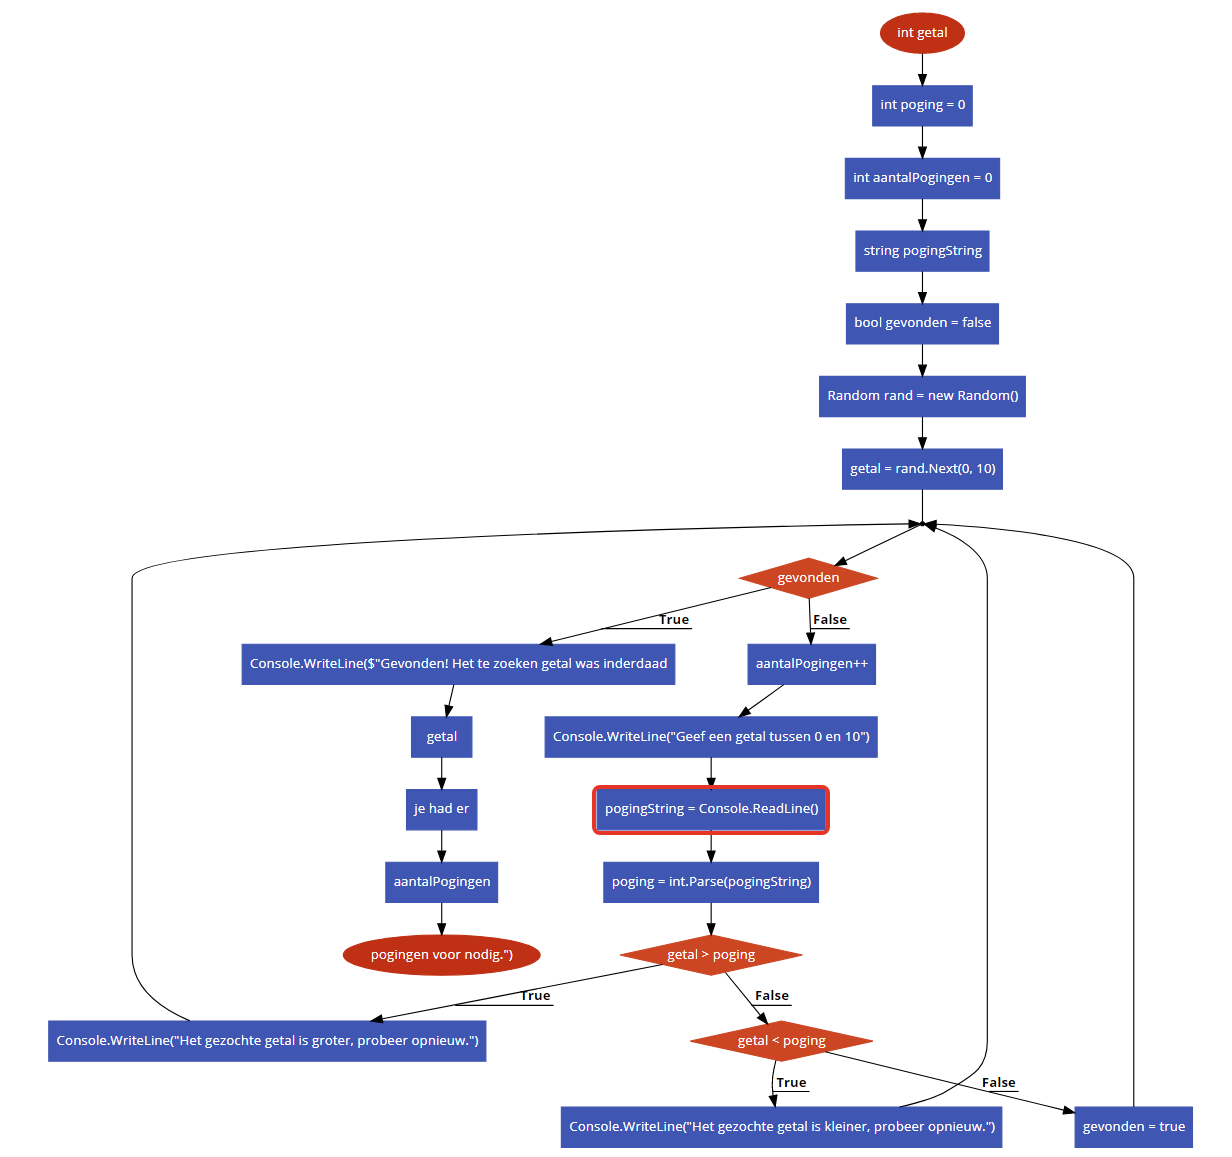 int getal
int poging = 0
int aantalPogingen = 0
string pogingString
bool gevonden = false
Random rand = new Random()
getal = rand.Next(0, 10)
gevonden
True
False
Console.WriteLine($"Gevonden! Het te zoeken getal was inderdaad
aantalPogingen++
getal
Console.WriteLine("Geef een getal tussen 0 en 10")
je had er
pogingString = Console.ReadLine()
aantalPogingen
poging = int.Parse(pogingString)
pogingen voor nodig.")
getal > poging
True
False
Console.WriteLine("Het gezochte getal is groter, probeer opnieuw.")
getal < poging
True
False
Console.WriteLine("Het gezochte getal is kleiner, probeer opnieuw.")
gevonden = true